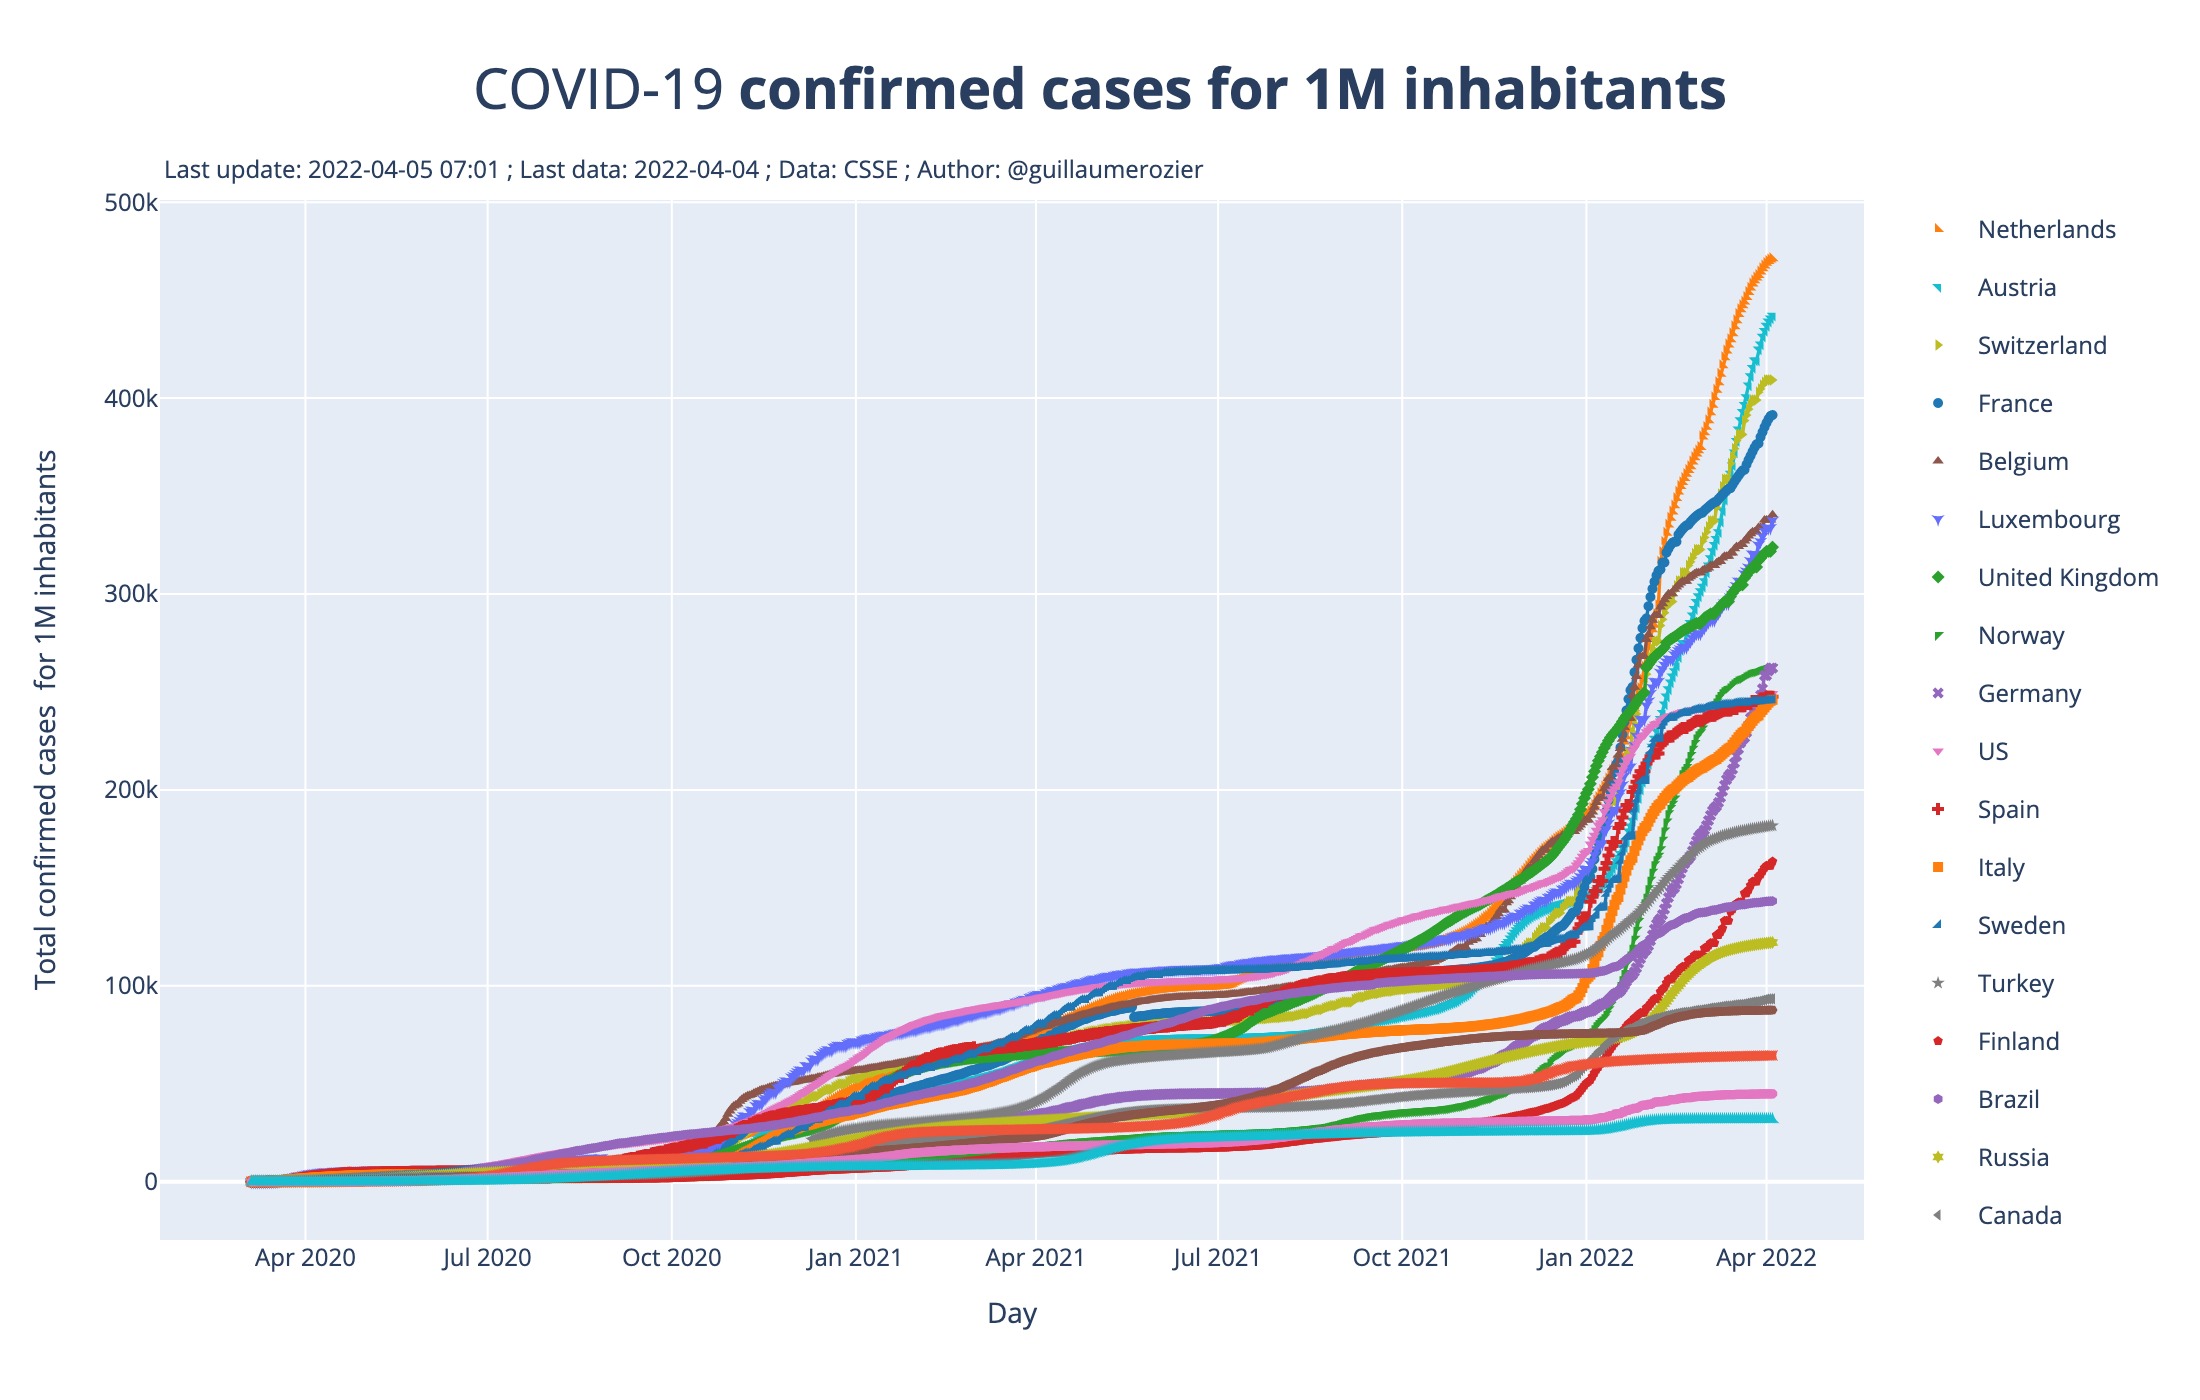 COVID-19 confirmed cases for 1M inhabitants
Last update: 2022-04-05 07:01 ; Last data: 2022-04-04 ; Data: CSSE ; Author: @guillaumerozier
500k
400k
300k
200k
100k
0
Total confirmed cases for 1M inhabitants
Apr 2020
Jul 2020
Oct 2020
Jan 2021
Apr 2021
Jul 2021
Oct 2021
Jan 2022
Apr 2022
Day
Netherlands
Austria
Switzerland
France
Belgium
Luxembourg
United Kingdom
Norway
Germany
US
Spain
Italy
Sweden
Turkey
Finland
Brazil
Russia
Canada